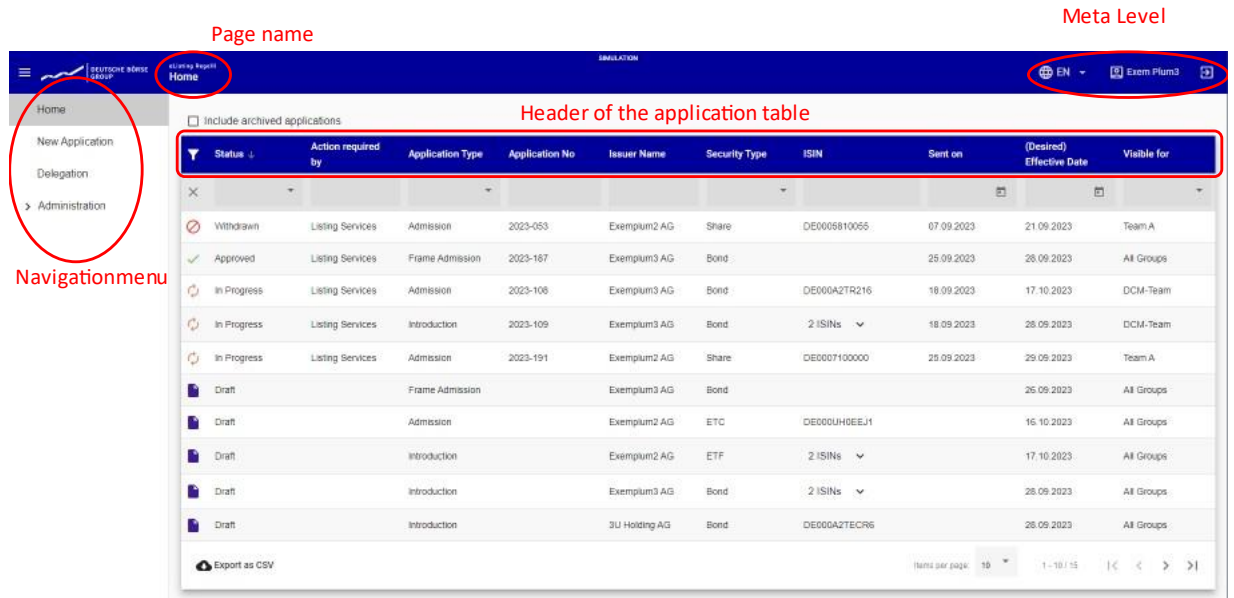 Meta Level
Page name
SIMULATION
DEUTSCHE BÖRSE
GROUP
eListing RegelII
Home
EN
Exem Plum3
Home
New Application
Delegation
Administration
Navigationmenu
Header of the application table
Include archived applications
Status ↓ Action required by Application Type Application No Issuer Name Security Type ISIN Sent on (Desired) Effective Date Visible for
Withdrawn Listing Services Admission 2023-053 Exemplum2 AG Share DE0005810055 07.09.2023 21.09.2023 Team A
Approved Listing Services Frame Admission 2023-187 Exemplum3 AG Bond 25.09.2023 28.09.2023 All Groups
In Progress Listing Services Admission 2023-108 Exemplum3 AG Bond DE000A2TR216 18.09.2023 17.10.2023 DCM-Team
In Progress Listing Services Introduction 2023-109 Exemplum3 AG Bond 2 ISINs 18.09.2023 28.09.2023 DCM-Team
In Progress Listing Services Admission 2023-191 Exemplum2 AG Share DE0007100000 25.09.2023 29.09.2023 Team A
Draft Frame Admission Exemplum3 AG Bond 26.09.2023 All Groups
Draft Admission Exemplum2 AG ETC DE000UH0EEJ1 16.10.2023 All Groups
Draft Introduction Exemplum2 AG ETF 2 ISINs 17.10.2023 All Groups
Draft Introduction Exemplum3 AG Bond 2 ISINs 28.09.2023 All Groups
Draft Introduction 3U Holding AG Bond DE000A2TECR6 28.09.2023 All Groups
Export as CSV
Items per page: 10 1 - 10 / 15